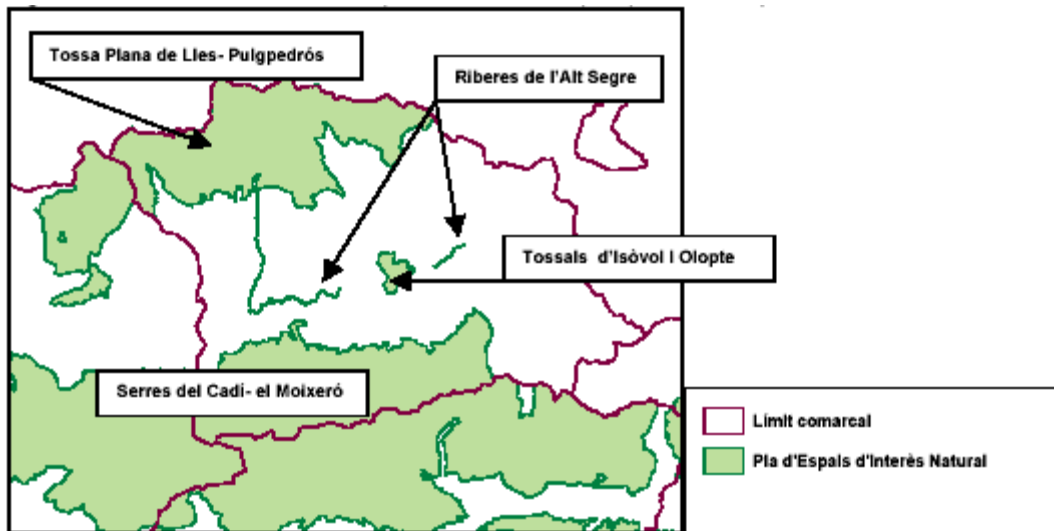 Tossa Plana de Lles- Puigpedrós
Riberes de l'Alt Segre
Tossals d'Isòvol I Olopte
Serres del Cadí- el Moixeró
Límit comarcal
Pla d'Espais d'Interès Natural